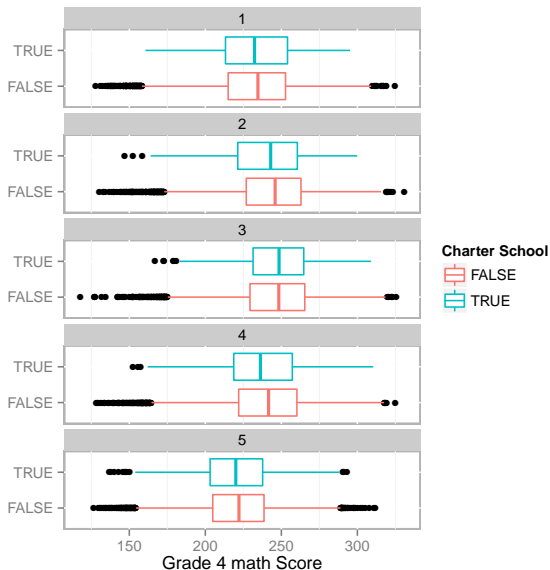 1
TRUE
FALSE
2
TRUE
FALSE
3
TRUE
FALSE
4
TRUE
FALSE
5
TRUE
FALSE
150 200 250 300
Grade 4 math Score
Charter School
FALSE
TRUE